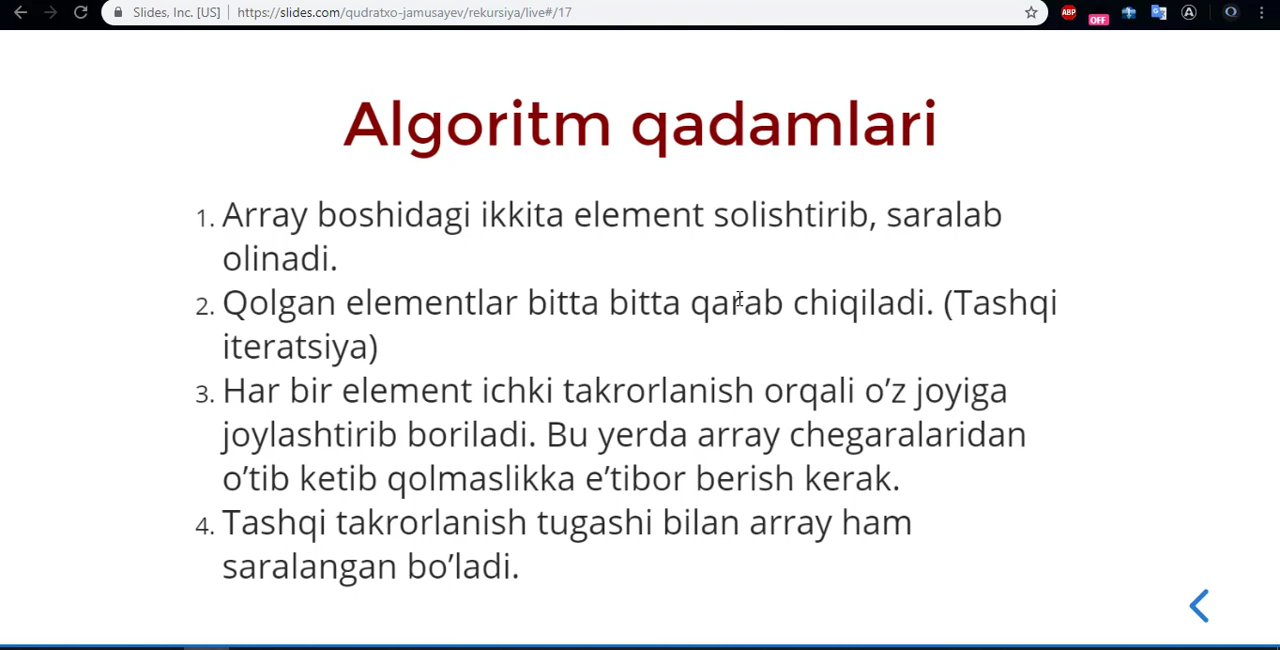 Slides, Inc. [US]
https://slides.com/qudratxo-jamusayev/rekursiya/live#/17
ABP
OFF
A
Algoritm qadamlari
1. Array boshidagi ikkita element solishtirib, saralab
olinadi.
2. Qolgan elementlar bitta bitta qarab chiqiladi. (Tashqi
iteratsiya)
3. Har bir element ichki takrorlanish orqali o’z joyiga
joylashtirib boriladi. Bu yerda array chegaralaridan
o’tib ketib qolmaslikka e’tibor berish kerak.
4. Tashqi takrorlanish tugashi bilan array ham
saralangan bo’ladi.